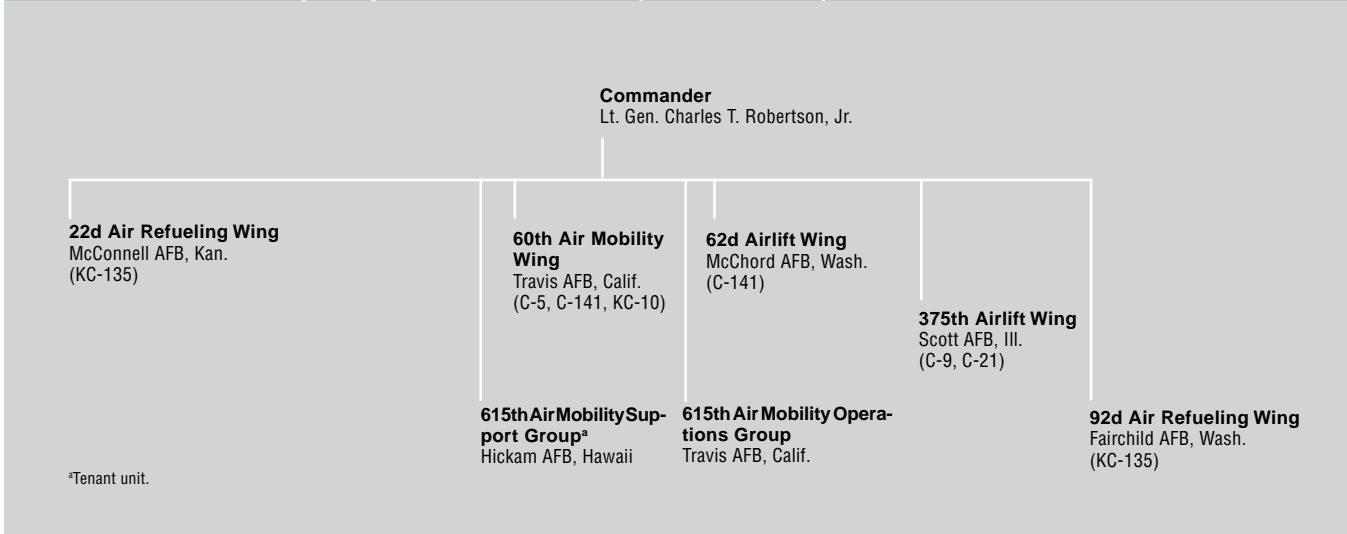 Commander
Lt. Gen. Charles T. Robertson, Jr.
22d Air Refueling Wing
McConnell AFB, Kan.
(KC-135)
60th Air Mobility
Wing
Travis AFB, Calif.
(C-5, C-141, KC-10)
62d Airlift Wing
McChord AFB, Wash.
(C-141)
375th Airlift Wing
Scott AFB, Ill.
(C-9, C-21)
615th Air Mobility Sup-
port Groupᵃ
Hickam AFB, Hawaii
615th Air Mobility Opera-
tions Group
Travis AFB, Calif.
92d Air Refueling Wing
Fairchild AFB, Wash.
(KC-135)
ᵃTenant unit.